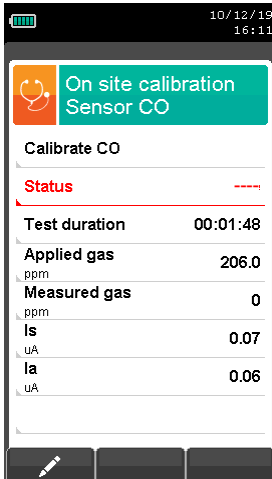 10/12/19
16:11
On site calibration
Sensor CO
Calibrate CO
Status ----
Test duration 00:01:48
Applied gas 206.0
ppm
Measured gas 0
ppm
Is 0.07
uA
Ia 0.06
uA